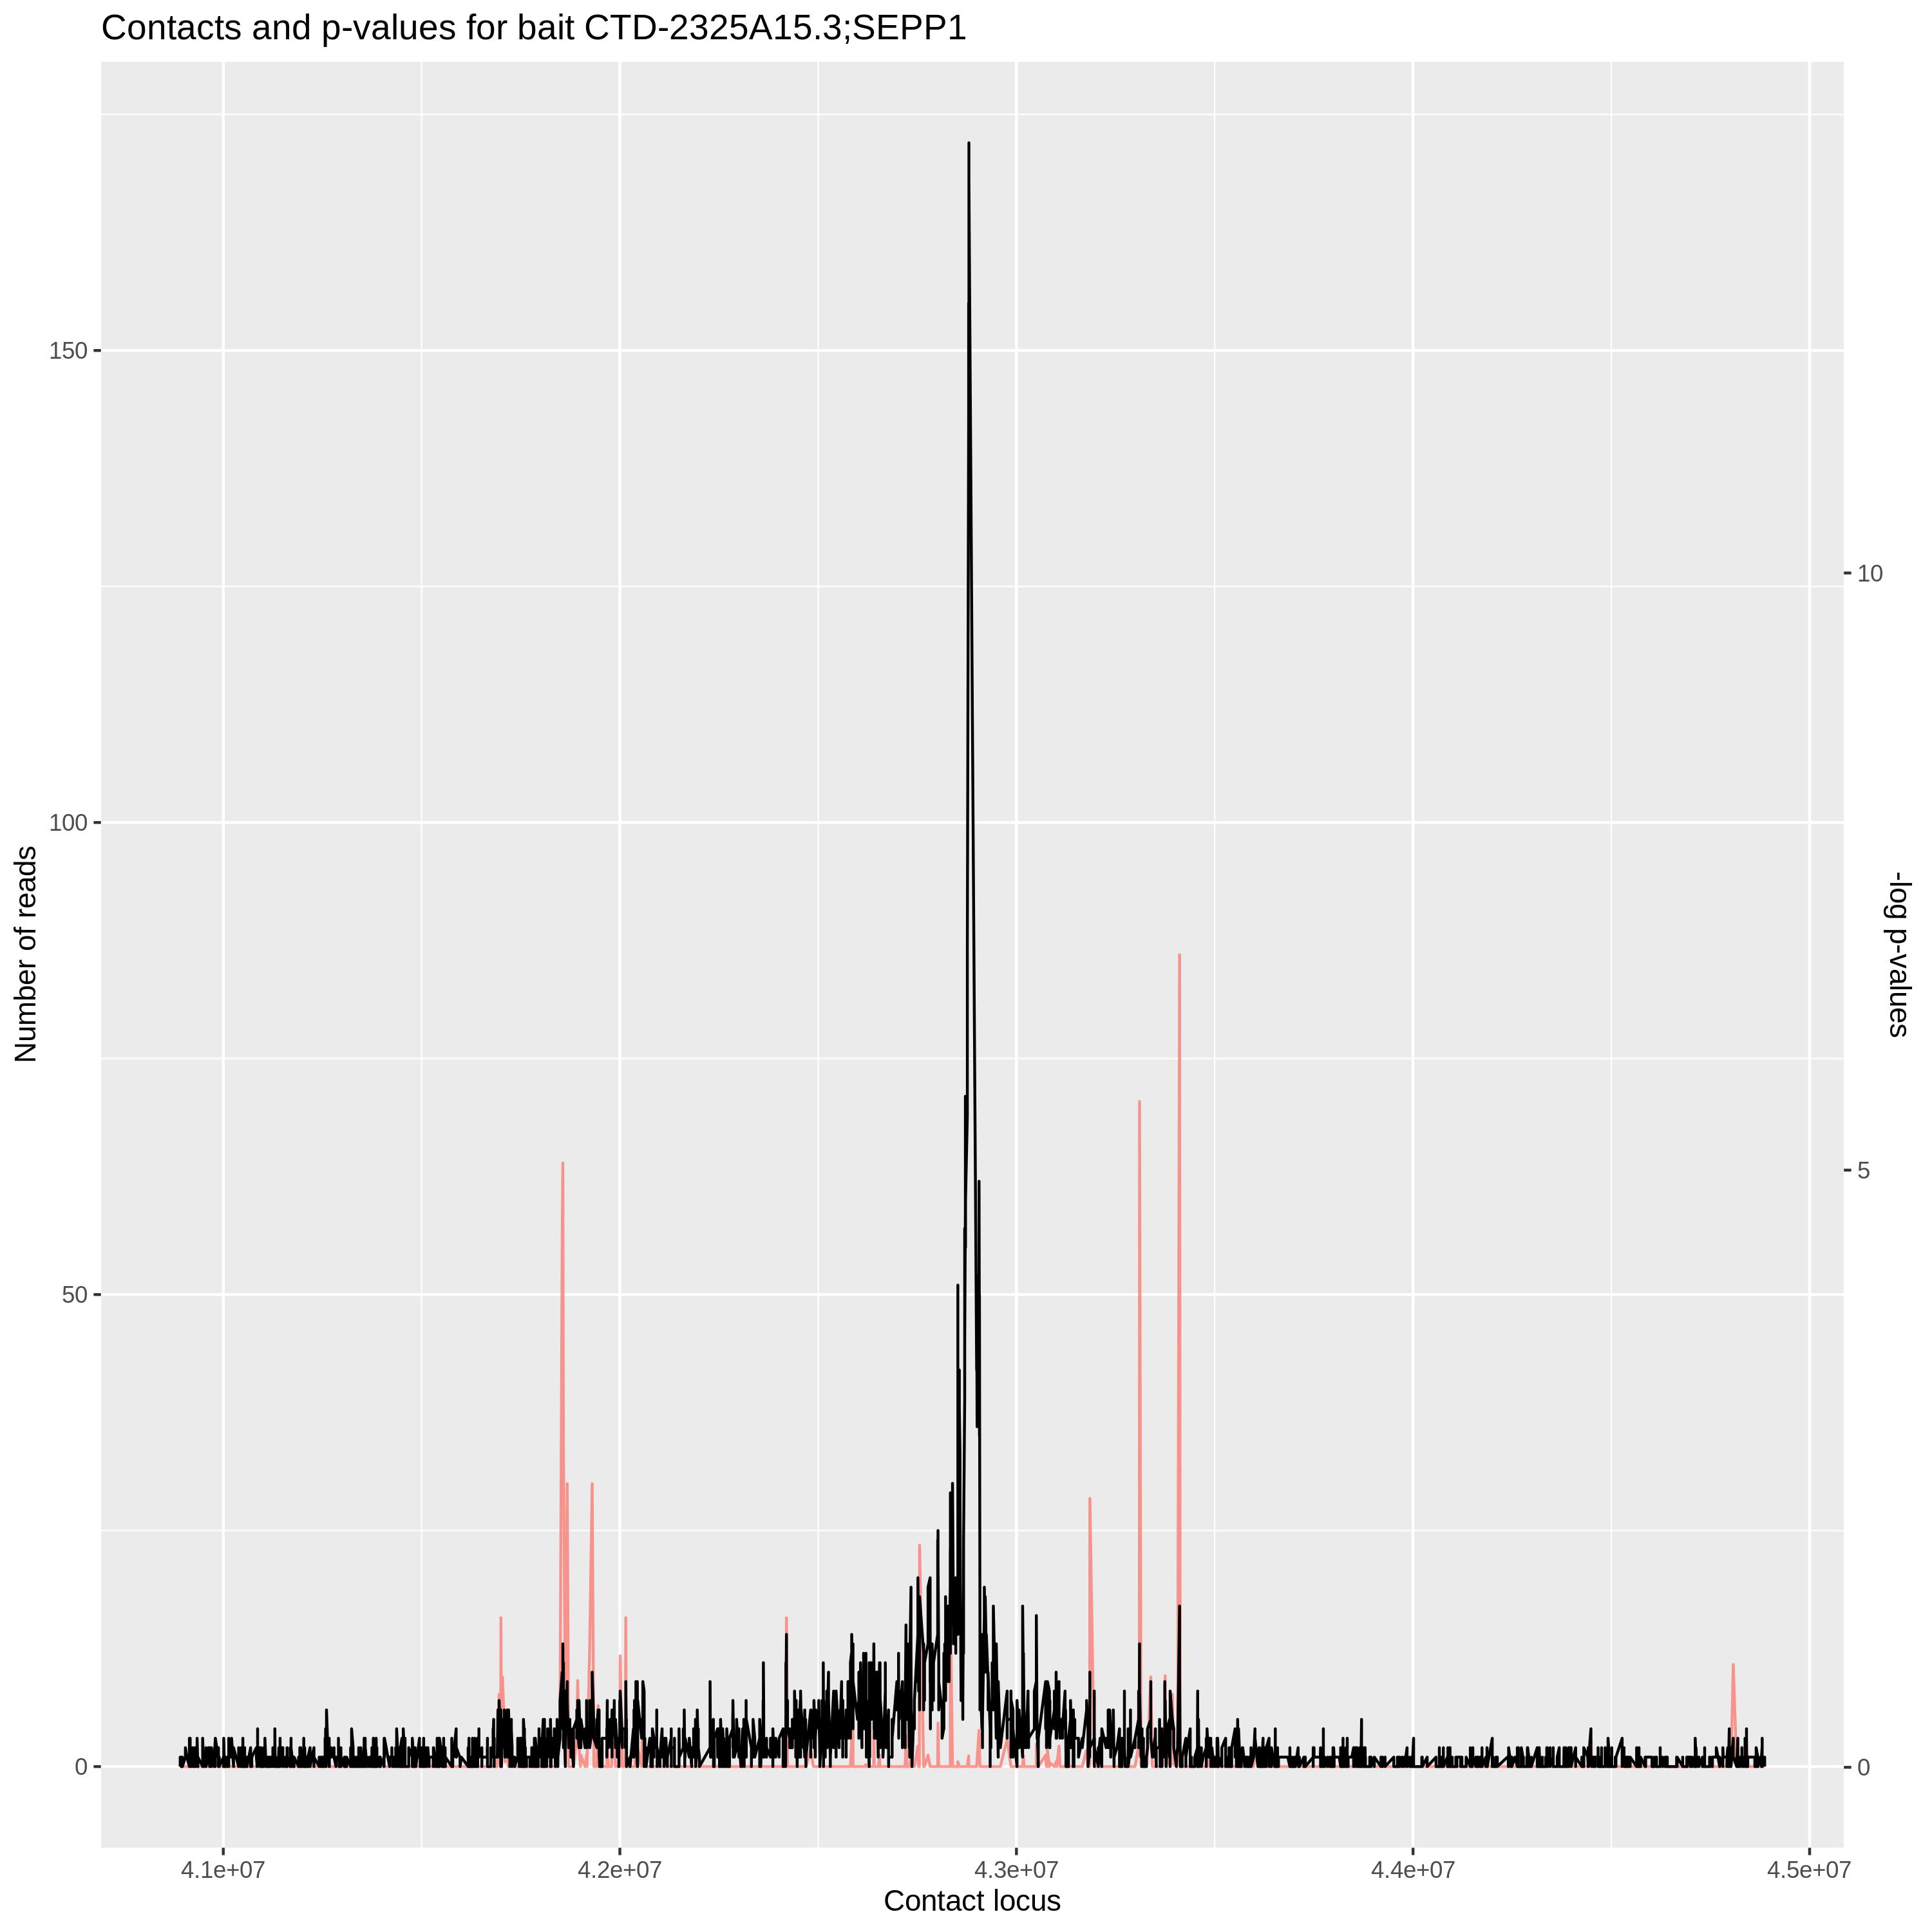 Contacts and p-values for bait CTD-2325A15.3;SEPP1
150
100
50
0
Number of reads
10
5
0
-log p-values
4.1e+07
4.2e+07
4.3e+07
4.4e+07
4.5e+07
Contact locus